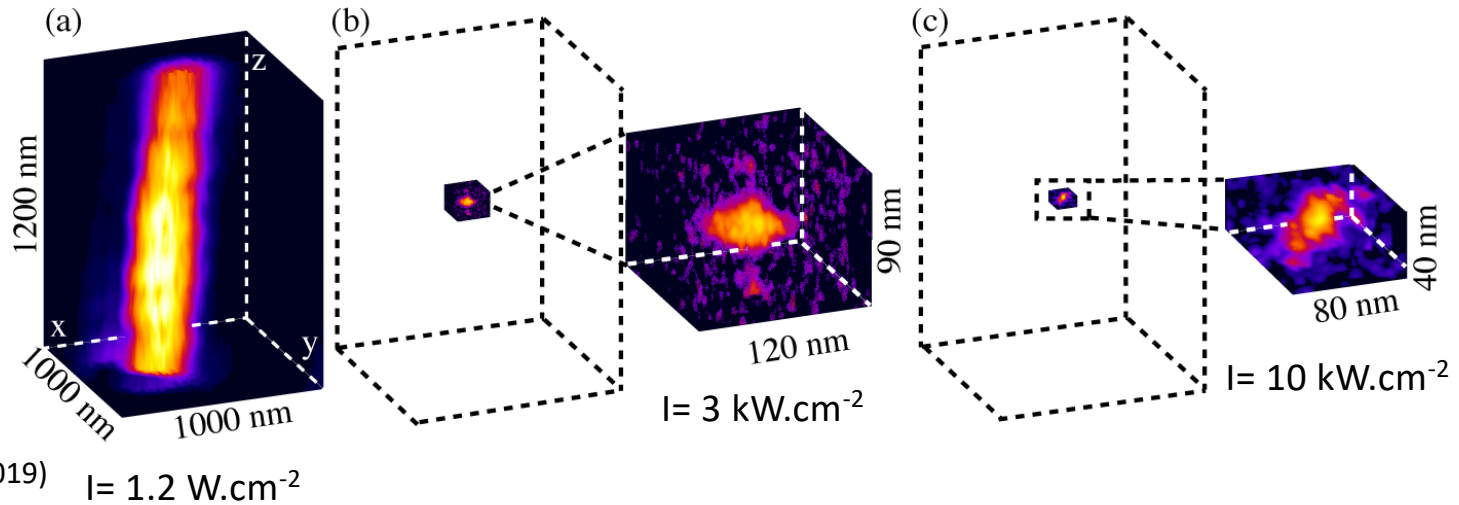 (a)
z
1200 nm
x
y
1000 nm
1000 nm
I= 1.2 W.cm⁻²
(b)
90 nm
120 nm
I= 3 kW.cm⁻²
(c)
40 nm
80 nm
I= 10 kW.cm⁻²
019)